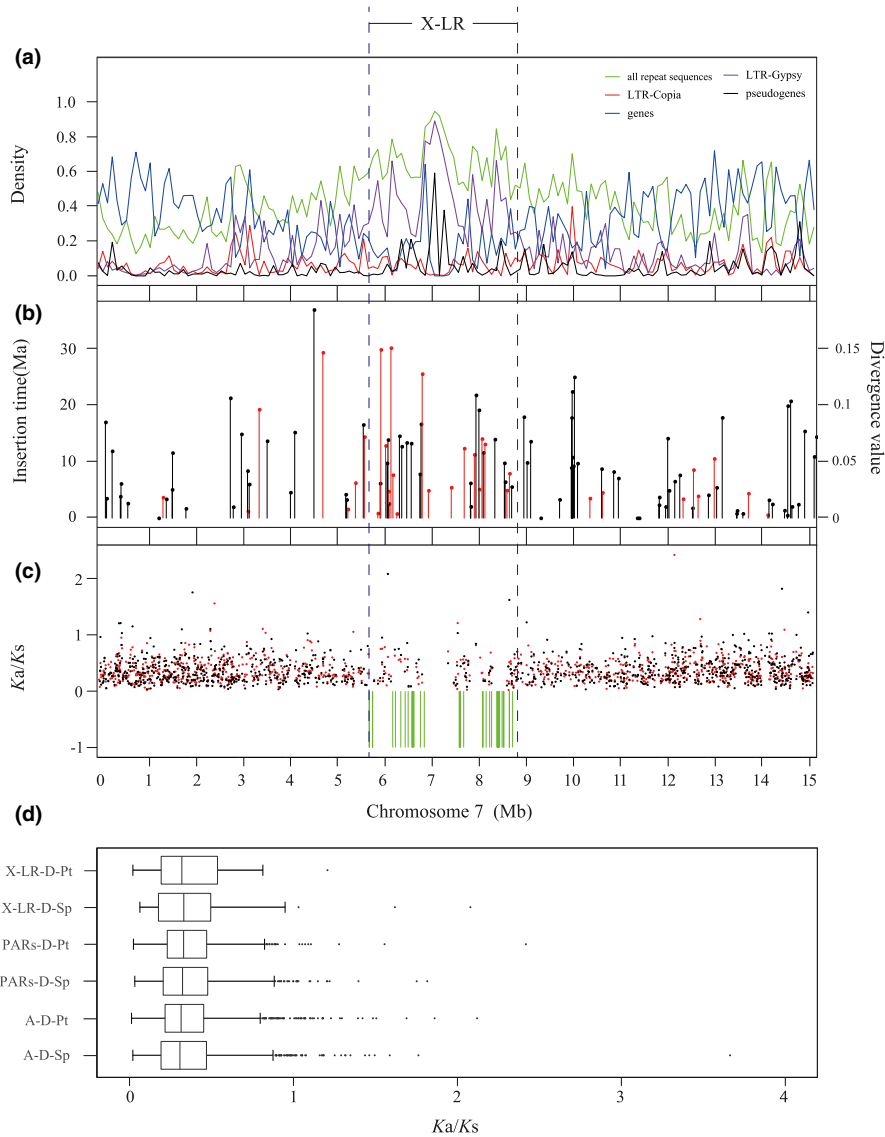 X-LR
(a)
all repeat sequences
LTR-Gypsy
LTR-Copia
pseudogenes
genes
1.0
0.8
0.6
0.4
0.2
0.0
Density
(b)
30
20
10
0
Insertion time(Ma)
0.15
0.1
0.05
0
Divergence value
(c)
2
1
0
-1
Ka/Ks
0 1 2 3 4 5 6 7 8 9 10 11 12 13 14 15
Chromosome 7 (Mb)
(d)
X-LR-D-Pt
X-LR-D-Sp
PARs-D-Pt
PARs-D-Sp
A-D-Pt
A-D-Sp
0 1 2 3 4
Ka/Ks